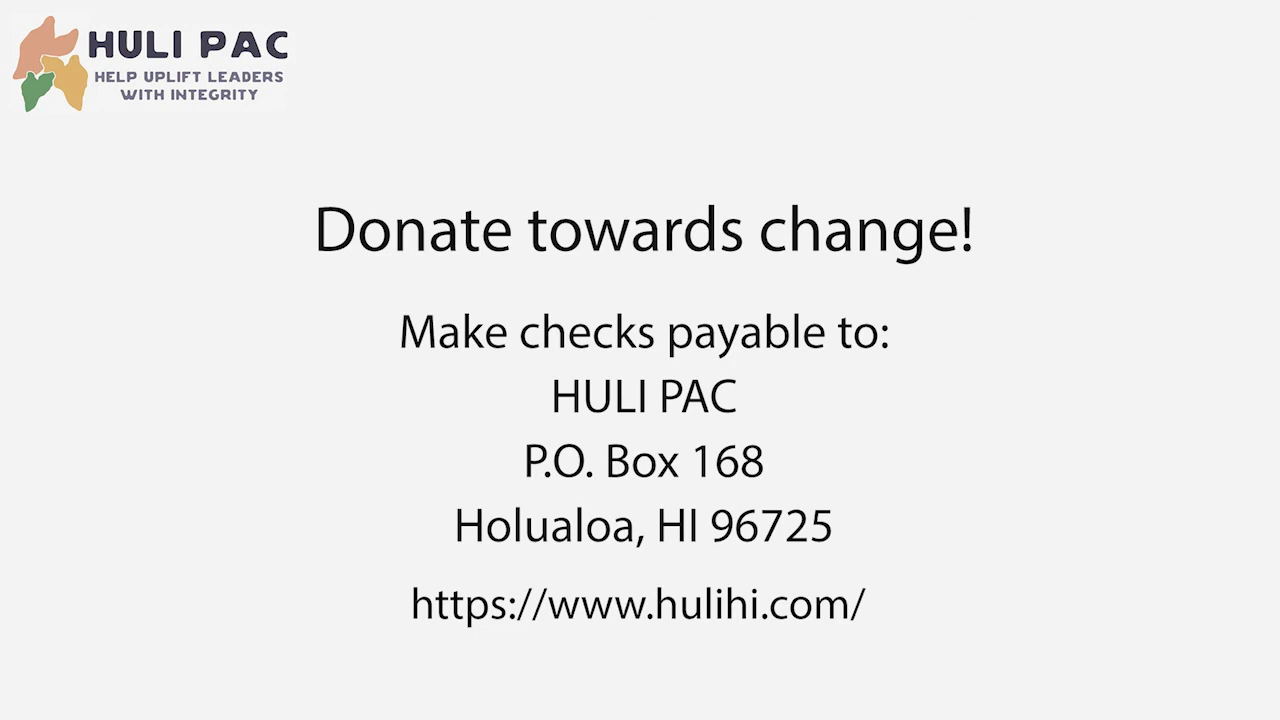 HULI PAC
HELP UPLIFT LEADERS
WITH INTEGRITY
Donate towards change!
Make checks payable to:
HULI PAC
P.O. Box 168
Holualoa, HI 96725
https://www.hulihi.com/